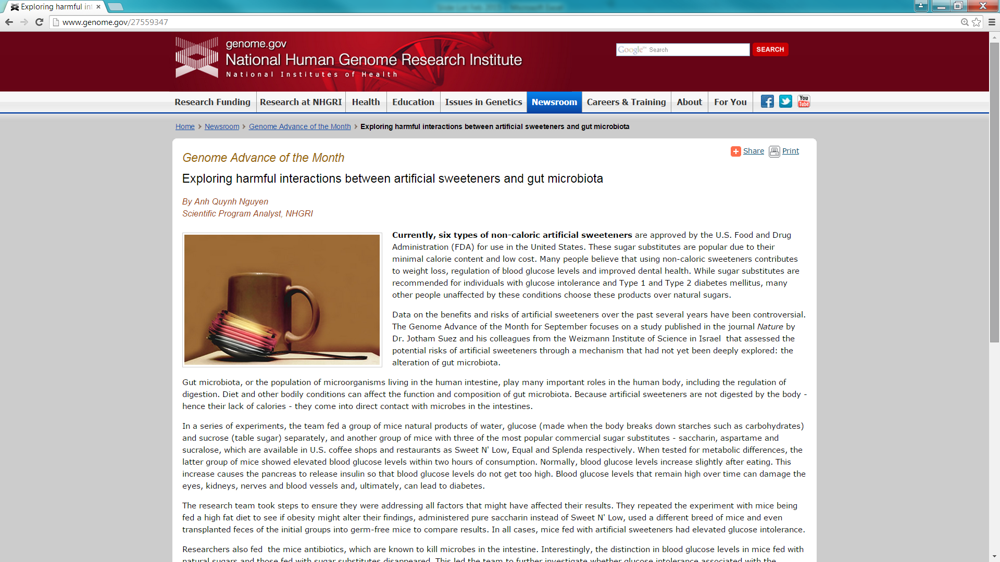 Exploring harmful in
www.genome.gov/27559347
genome.gov
National Human Genome Research Institute
National Institutes of Health
Google™ Search
SEARCH
Research Funding
Research at NHGRI
Health
Education
Issues in Genetics
Newsroom
Careers & Training
About
For You
You
Tube
Home
Newsroom
Genome Advance of the Month
Exploring harmful interactions between artificial sweeteners and gut microbiota
Share
Print
Genome Advance of the Month
Exploring harmful interactions between artificial sweeteners and gut microbiota
By Anh Quynh Nguyen
Scientific Program Analyst, NHGRI
Currently, six types of non-caloric artificial sweeteners are approved by the U.S. Food and Drug
Administration (FDA) for use in the United States. These sugar substitutes are popular due to their
minimal calorie content and low cost. Many people believe that using non-caloric sweeteners contributes
to weight loss, regulation of blood glucose levels and improved dental health. While sugar substitutes are
recommended for individuals with glucose intolerance and Type 1 and Type 2 diabetes mellitus, many
other people unaffected by these conditions choose these products over natural sugars.
Data on the benefits and risks of artificial sweeteners over the past several years have been controversial.
The Genome Advance of the Month for September focuses on a study published in the journal Nature by
Dr. Jotham Suez and his colleagues from the Weizmann Institute of Science in Israel that assessed the
potential risks of artificial sweeteners through a mechanism that had not yet been deeply explored: the
alteration of gut microbiota.
Gut microbiota, or the population of microorganisms living in the human intestine, play many important roles in the human body, including the regulation of
digestion. Diet and other bodily conditions can affect the function and composition of gut microbiota. Because artificial sweeteners are not digested by the body -
hence their lack of calories - they come into direct contact with microbes in the intestines.
In a series of experiments, the team fed a group of mice natural products of water, glucose (made when the body breaks down starches such as carbohydrates)
and sucrose (table sugar) separately, and another group of mice with three of the most popular commercial sugar substitutes - saccharin, aspartame and
sucralose, which are available in U.S. coffee shops and restaurants as Sweet N' Low, Equal and Splenda respectively. When tested for metabolic differences, the
latter group of mice showed elevated blood glucose levels within two hours of consumption. Normally, blood glucose levels increase slightly after eating. This
increase causes the pancreas to release insulin so that blood glucose levels do not get too high. Blood glucose levels that remain high over time can damage the
eyes, kidneys, nerves and blood vessels and, ultimately, can lead to diabetes.
The research team took steps to ensure they were addressing all factors that might have affected their results. They repeated the experiment with mice being
fed a high fat diet to see if obesity might alter their findings, administered pure saccharin instead of Sweet N' Low, used a different breed of mice and even
transplanted feces of the initial groups into germ-free mice to compare results. In all cases, mice fed with artificial sweeteners had elevated glucose intolerance.
Researchers also fed the mice antibiotics, which are known to kill microbes in the intestine. Interestingly, the distinction in blood glucose levels in mice fed with
natural sugars and those fed with sugar substitutes disappeared. This led the team to further investigate whether glucose intolerance associated with the